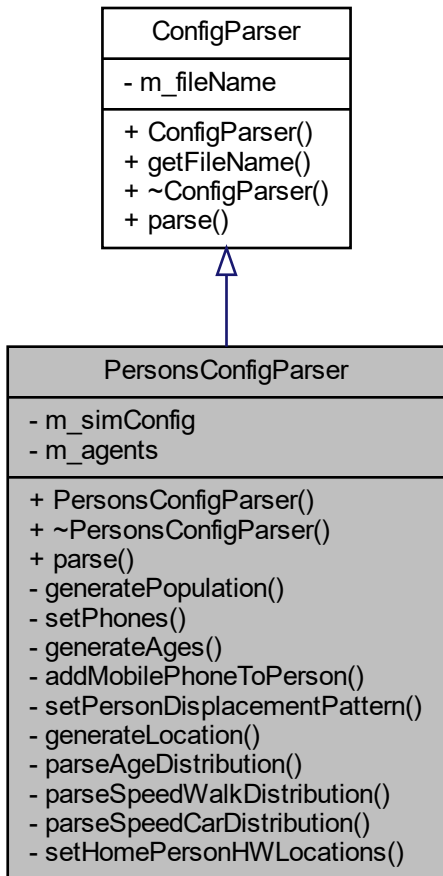 ConfigParser
- m_fileName
+ ConfigParser()
+ getFileName()
+ ~ConfigParser()
+ parse()
PersonsConfigParser
- m_simConfig
- m_agents
+ PersonsConfigParser()
+ ~PersonsConfigParser()
+ parse()
- generatePopulation()
- setPhones()
- generateAges()
- addMobilePhoneToPerson()
- setPersonDisplacementPattern()
- generateLocation()
- parseAgeDistribution()
- parseSpeedWalkDistribution()
- parseSpeedCarDistribution()
- setHomePersonHWLocations()